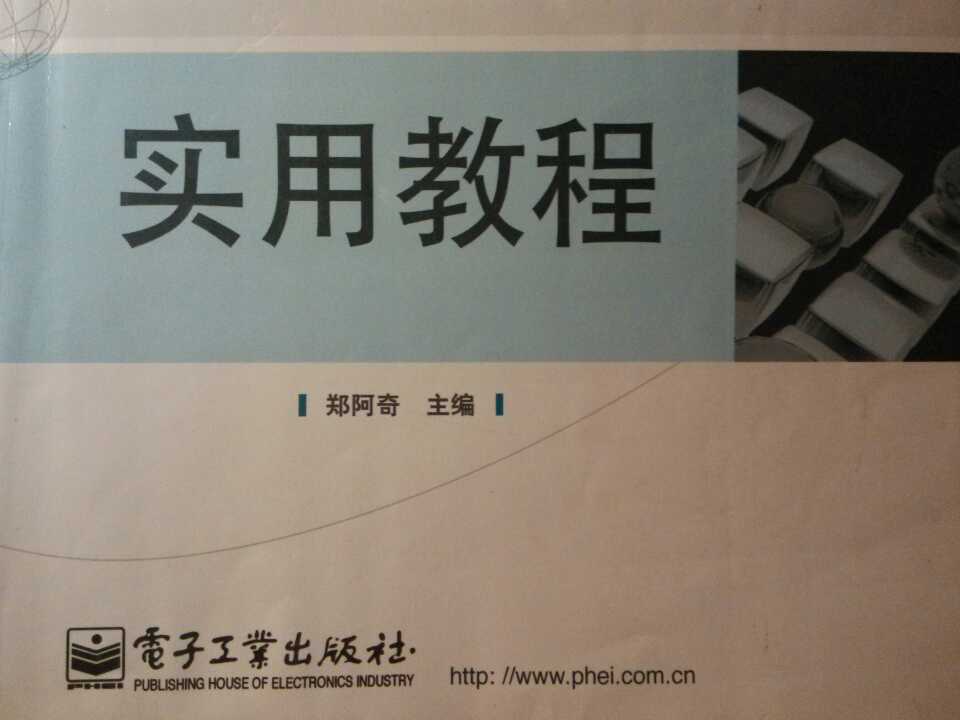 实用教程
郑阿奇 主编
電子工業出版社
PUBLISHING HOUSE OF ELECTRONICS INDUSTRY
PHEI
http: //www.phei.com.cn